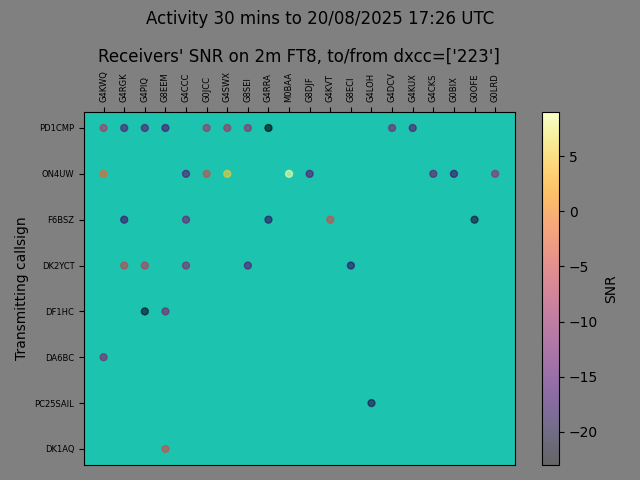 Activity 30 mins to 20/08/2025 17:26 UTC
Receivers' SNR on 2m FT8, to/from dxcc=['223']
G4KWQ G4RGK G4PIQ G8EEM G4CCC G0JCC G4SWX G8SEI G4RRA M0BAA G8DJF G4KVT G8ECI G4LOH G4DCV G4KUX G4CKS G0BIX G0OFE G0LRD
PD1CMP
ON4UW
F6BSZ
DK2YCT
DF1HC
DA6BC
PC25SAIL
DK1AQ
Transmitting callsign
5
0
−5
−10
−15
−20
SNR